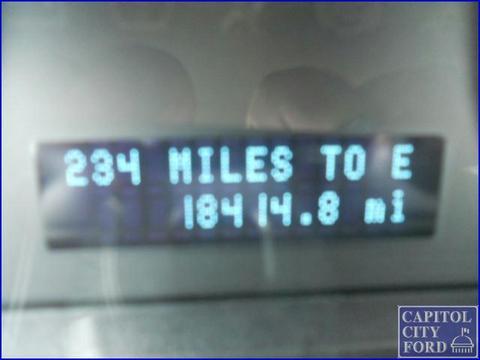 234 MILES TO E
18414.8 mi
CAPITOL
CITY
FORD